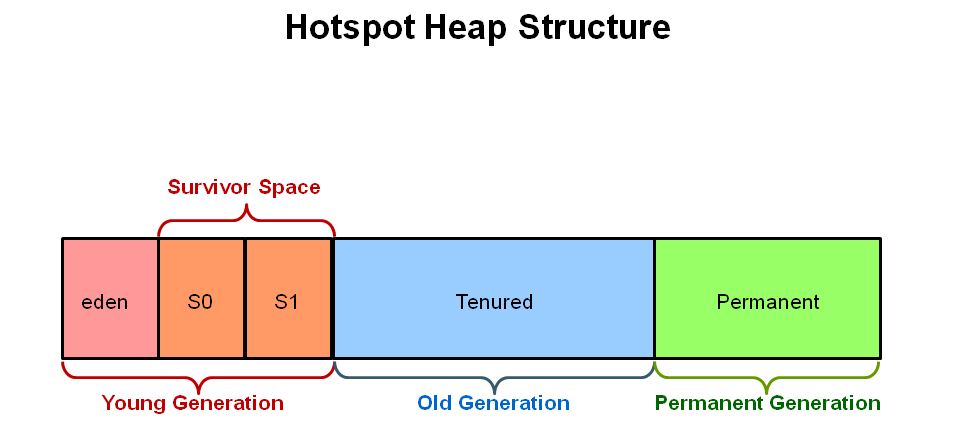 Hotspot Heap Structure
Survivor Space
eden S0 S1 Tenured Permanent
Young Generation Old Generation Permanent Generation